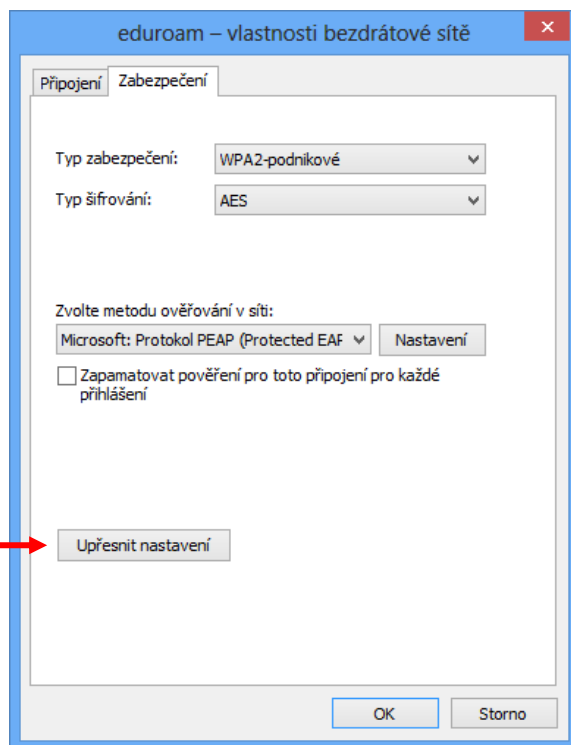 eduroam – vlastnosti bezdrátové sítě
Připojení Zabezpečení
Typ zabezpečení: WPA2-podnikové
Typ šifrování: AES
Zvolte metodu ověřování v síti:
Microsoft: Protokol PEAP (Protected EAP Nastavení
Zapamatovat pověření pro toto připojení pro každé
přihlášení
Upřesnit nastavení
OK Storno